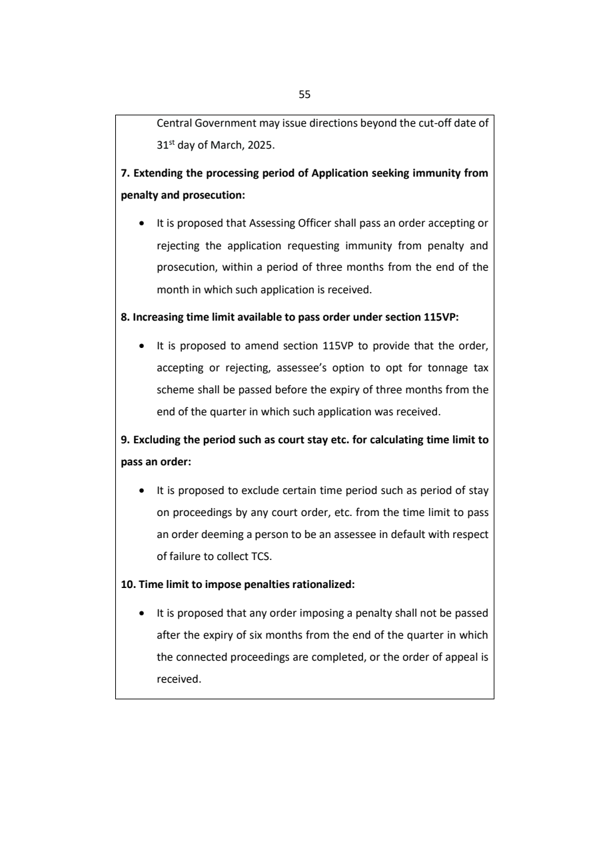 55
Central Government may issue directions beyond the cut-off date of
31st day of March, 2025.
7. Extending the processing period of Application seeking immunity from
penalty and prosecution:
• It is proposed that Assessing Officer shall pass an order accepting or
rejecting the application requesting immunity from penalty and
prosecution, within a period of three months from the end of the
month in which such application is received.
8. Increasing time limit available to pass order under section 115VP:
• It is proposed to amend section 115VP to provide that the order,
accepting or rejecting, assessee’s option to opt for tonnage tax
scheme shall be passed before the expiry of three months from the
end of the quarter in which such application was received.
9. Excluding the period such as court stay etc. for calculating time limit to
pass an order:
• It is proposed to exclude certain time period such as period of stay
on proceedings by any court order, etc. from the time limit to pass
an order deeming a person to be an assessee in default with respect
of failure to collect TCS.
10. Time limit to impose penalties rationalized:
• It is proposed that any order imposing a penalty shall not be passed
after the expiry of six months from the end of the quarter in which
the connected proceedings are completed, or the order of appeal is
received.